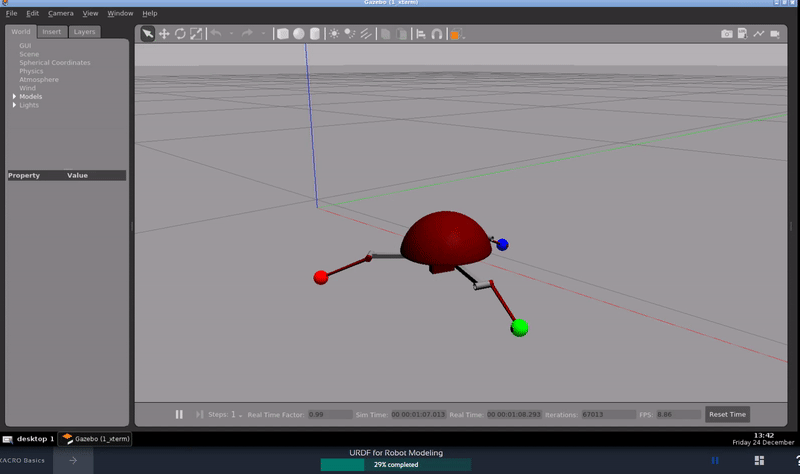 Gazebo (1_xterm)
File Edit Camera View Window Help
World Insert Layers
GUI
Scene
Spherical Coordinates
Physics
Atmosphere
Wind
Models
Lights
Property Value
Steps: 1 Real Time Factor: 0.99 Sim Time: 00 00:01:07.013 Real Time: 00 00:01:08.293 Iterations: 67013 FPS: 8.86 Reset Time
desktop 1 Gazebo (1_xterm)
13:42
Friday 24 December
URDF for Robot Modeling
XACRO Basics
29% completed